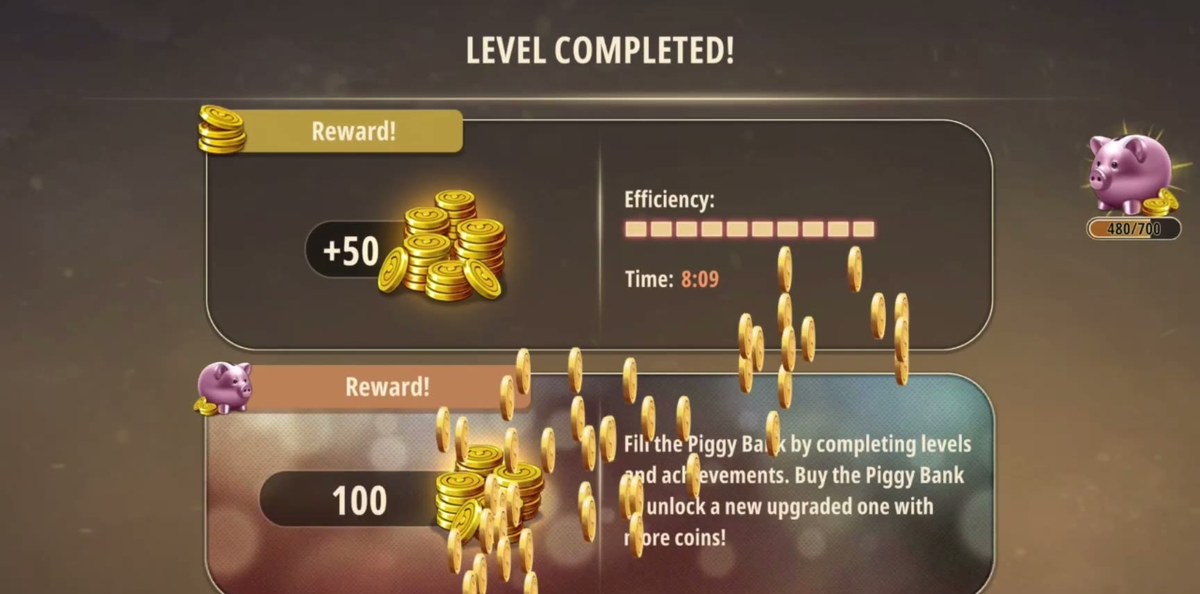 LEVEL COMPLETED!
Reward!
+50
Efficiency:
Time: 8:09
480/700
Reward!
100
Fill the Piggy Bank by completing levels
and achievements. Buy the Piggy Bank
unlock a new upgraded one with
more coins!